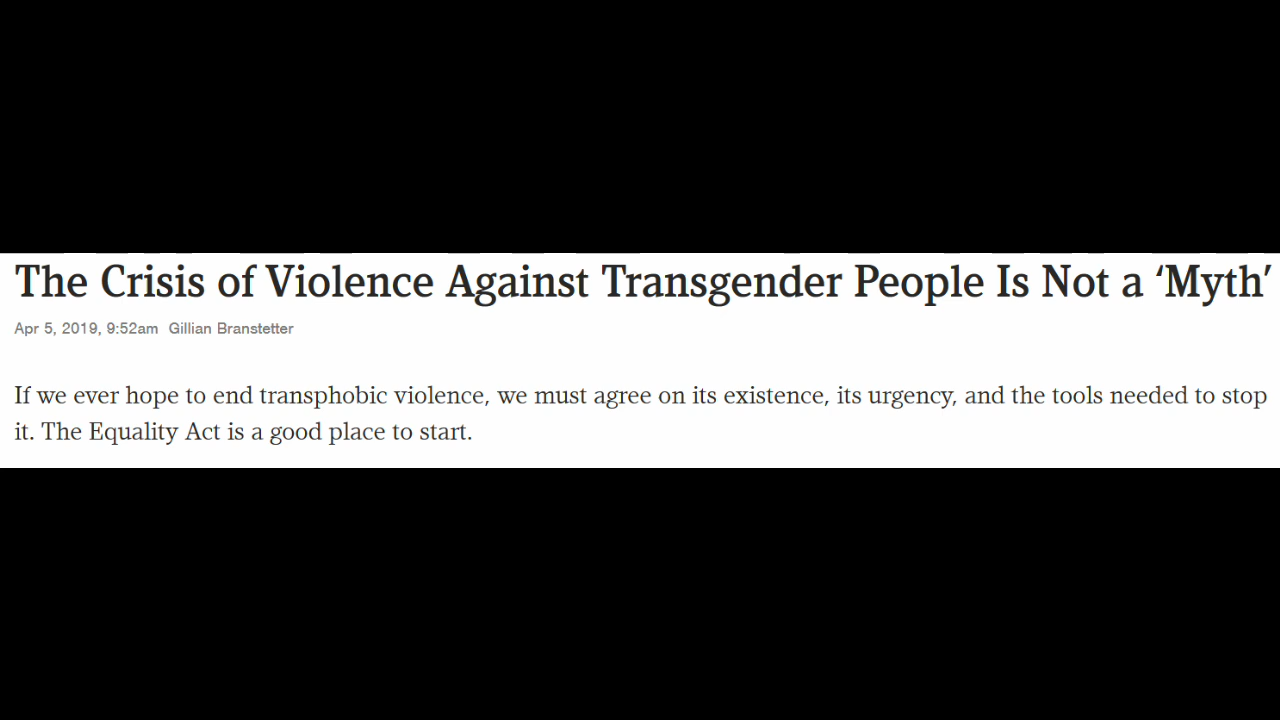 The Crisis of Violence Against Transgender People Is Not a ‘Myth’
Apr 5, 2019, 9:52am Gillian Branstetter
If we ever hope to end transphobic violence, we must agree on its existence, its urgency, and the tools needed to stop
it. The Equality Act is a good place to start.